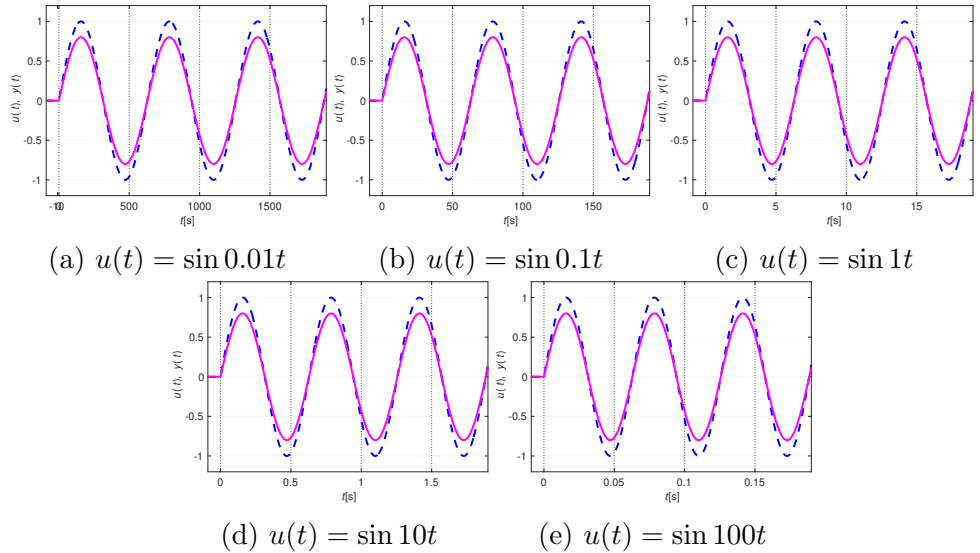 1
0.5
0
-0.5
-1
u(t), y(t)
-10 0 500 1000 1500
t[s]
(a) u(t) = sin 0.01t
1
0.5
0
-0.5
-1
u(t), y(t)
0 50 100 150
t[s]
(b) u(t) = sin 0.1t
1
0.5
0
-0.5
-1
u(t), y(t)
0 5 10 15
t[s]
(c) u(t) = sin 1t
1
0.5
0
-0.5
-1
u(t), y(t)
0 0.5 1 1.5
t[s]
(d) u(t) = sin 10t
1
0.5
0
-0.5
-1
u(t), y(t)
0 0.05 0.1 0.15
t[s]
(e) u(t) = sin 100t